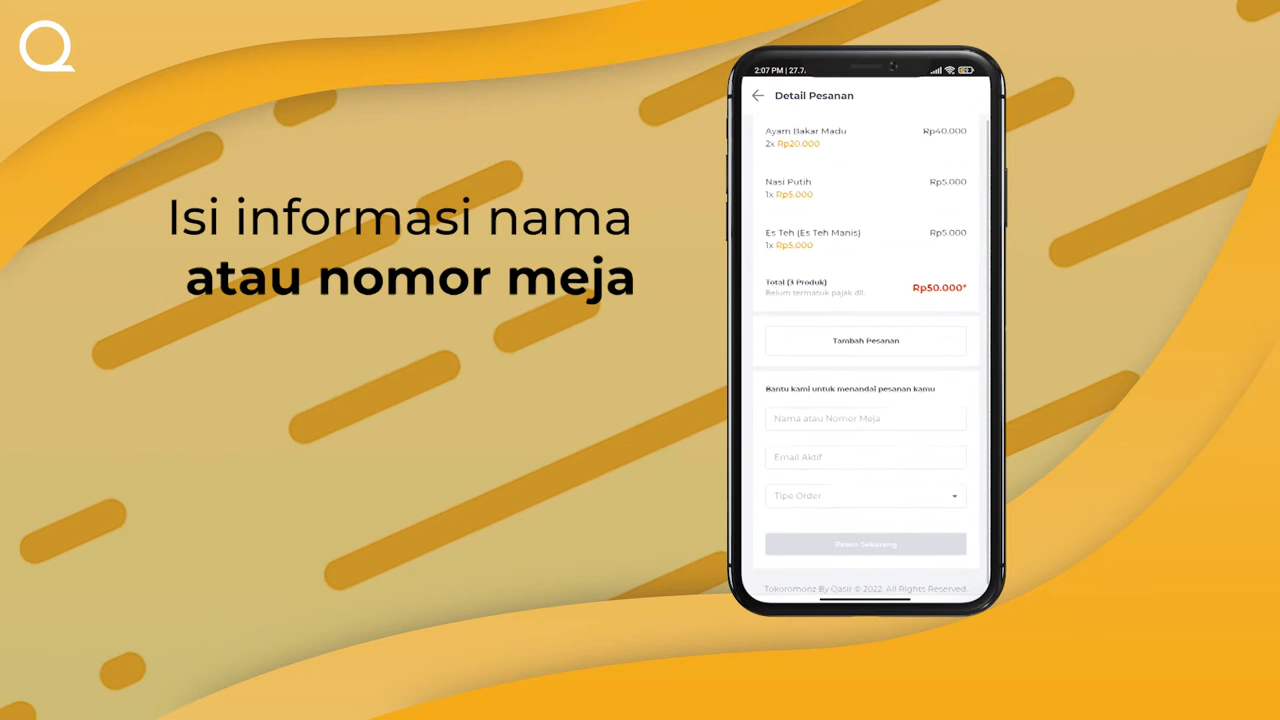 Isi informasi nama
atau nomor meja
2:07 PM | 27.7.
Detail Pesanan
Ayam Bakar Madu Rp40.000
2x Rp20.000
Nasi Putih Rp5.000
1x Rp5.000
Es Teh (Es Teh Manis) Rp5.000
1x Rp5.000
Total (3 Produk) Rp50.000*
Belum termasuk pajak dll.
Tambah Pesanan
Bantu kami untuk menandai pesanan kamu
Nama atau Nomor Meja
Email Aktif
Tipe Order
Pesan Sekarang
Tokoromonz By Qasir © 2022. All Rights Reserved.